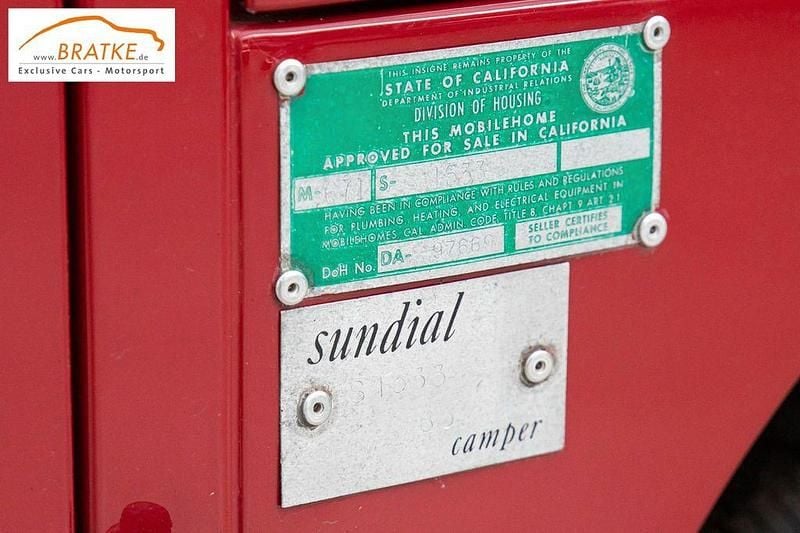 www.BRATKE.de
Exclusive Cars - Motorsport
THIS INSIGNE REMAINS PROPERTY OF THE
STATE OF CALIFORNIA
DEPARTMENT OF INDUSTRIAL RELATIONS
DIVISION OF HOUSING
THIS MOBILEHOME
APPROVED FOR SALE IN CALIFORNIA
M- S-
HAVING BEEN IN COMPLIANCE WITH RULES AND REGULATIONS
FOR PLUMBING, HEATING, AND ELECTRICAL EQUIPMENT IN
MOBILEHOMES CAL. ADMIN. CODE, TITLE 8, CHAPT 9 ART 21
DOH No. DA-
SELLER CERTIFIES
TO COMPLIANCE
sundial
S1533
camper